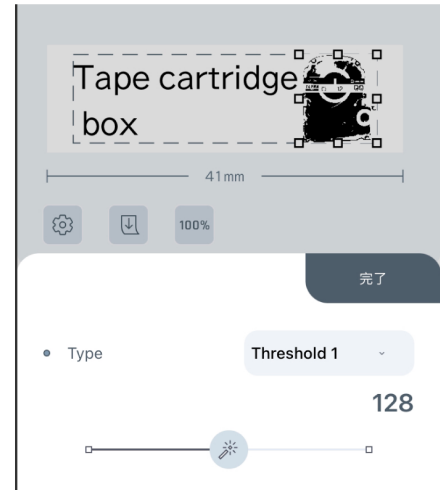 Tape cartridge
box
41mm
100%
完了
Type
Threshold 1
128